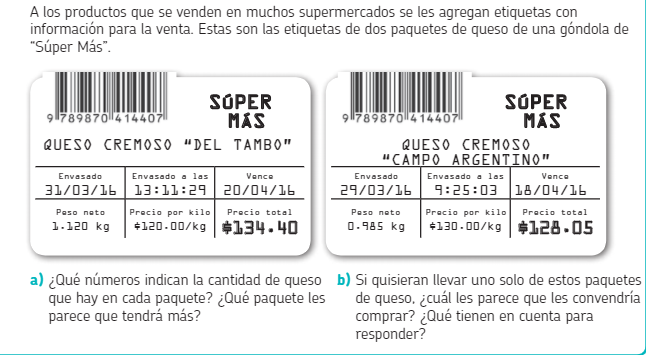 A los productos que se venden en muchos supermercados se les agregan etiquetas con
información para la venta. Estas son las etiquetas de dos paquetes de queso de una góndola de
“Súper Más”.
9 789870 414407
SÚPER
MÁS
QUESO CREMOSO “DEL TAMBO”
Envasado Envasado a las Vence
31/03/16 13:11:29 20/04/16
Peso neto Precio por kilo Precio total
1.120 kg $120.00/kg $134.40
9 789870 414407
SÚPER
MÁS
QUESO CREMOSO
“CAMPO ARGENTINO”
Envasado Envasado a las Vence
29/03/16 9:25:03 18/04/16
Peso neto Precio por kilo Precio total
0.985 kg $130.00/kg $128.05
a) ¿Qué números indican la cantidad de queso
que hay en cada paquete? ¿Qué paquete les
parece que tendrá más?
b) Si quisieran llevar uno solo de estos paquetes
de queso, ¿cuál les parece que les convendría
comprar? ¿Qué tienen en cuenta para
responder?